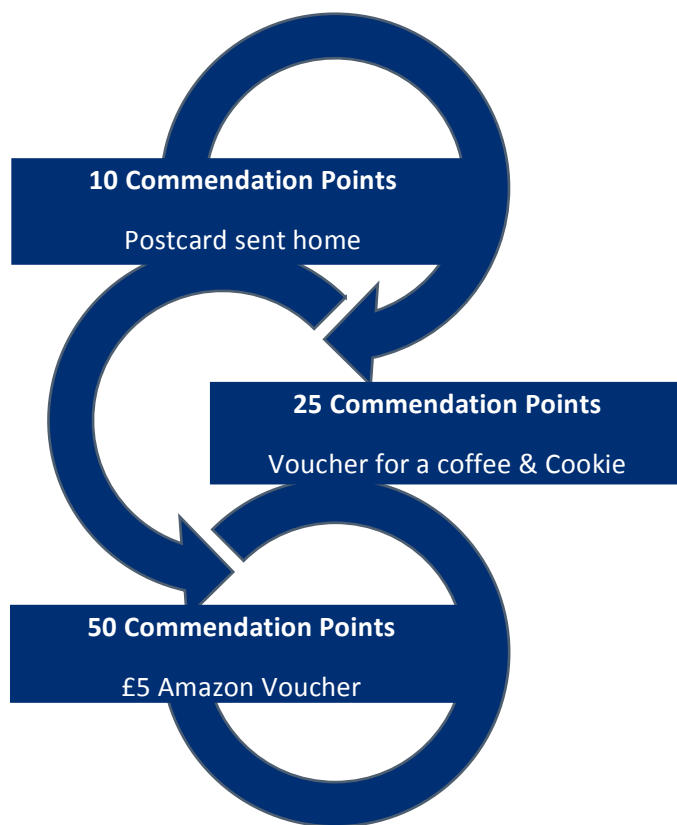 10 Commendation Points
Postcard sent home
25 Commendation Points
Voucher for a coffee & Cookie
50 Commendation Points
£5 Amazon Voucher